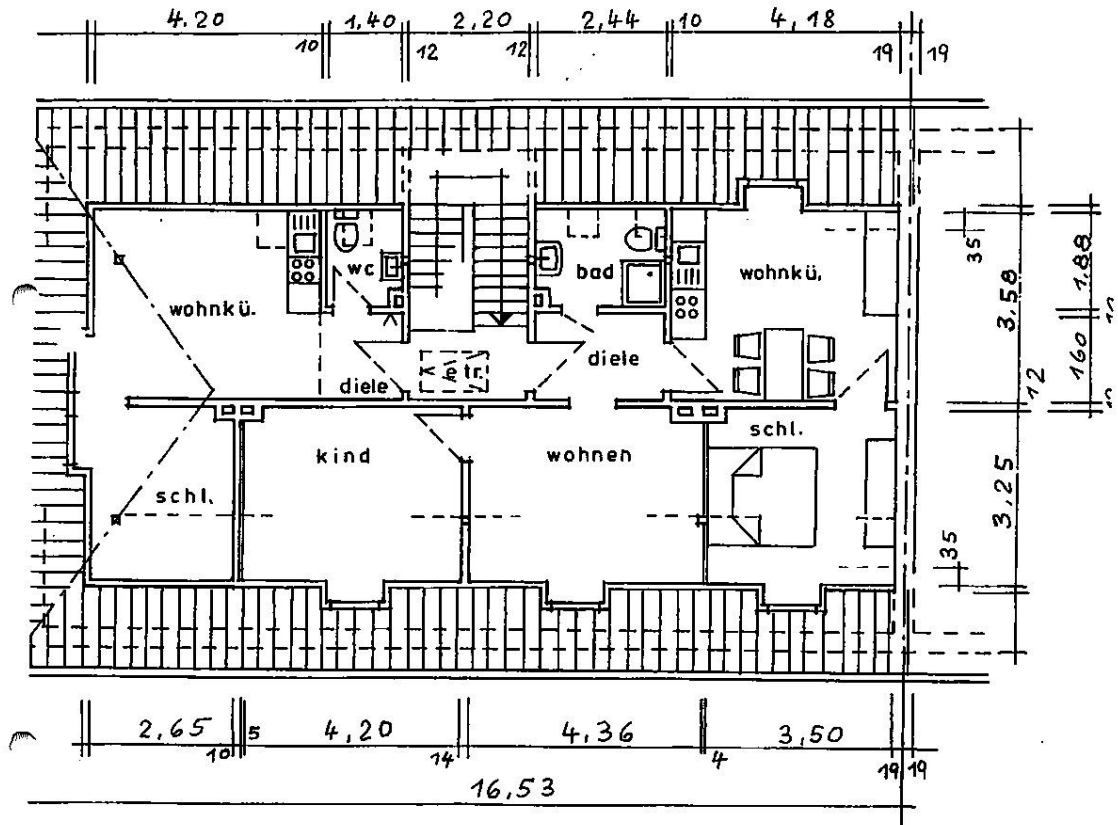 4,20 1,40 2,20 2,44 10 4,18
10 12 12 19 19
wc bad
wohnkü. wohnkü.
35
1,88
3,58
diele etr. diele
160
12
schl.
kind wohnen
schl.
3,25
35
2,65 5 4,20 4,36 3,50
10 14 4 19 19
16,53